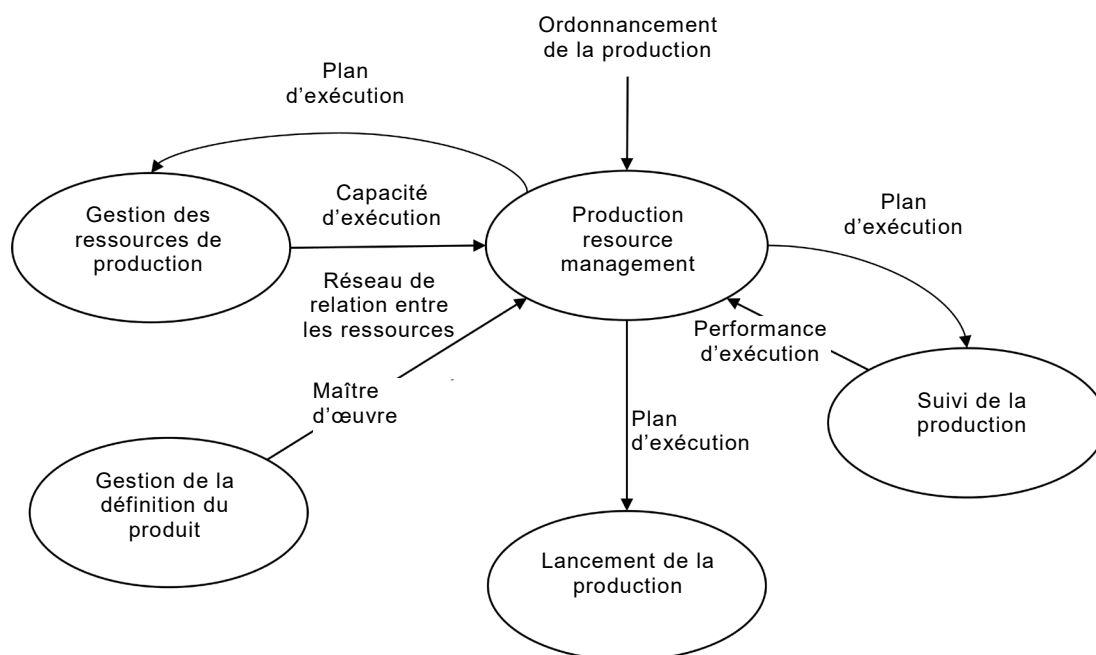 Ordonnancement
de la production
Plan
d’exécution
Gestion des
ressources de
production
Capacité
d’exécution
Production
resource
management
Plan
d’exécution
Réseau de
relation entre
les ressources
Performance
d’exécution
Maître
d’œuvre
Plan
d’exécution
Suivi de la
production
Gestion de la
définition du
produit
Lancement de la
production